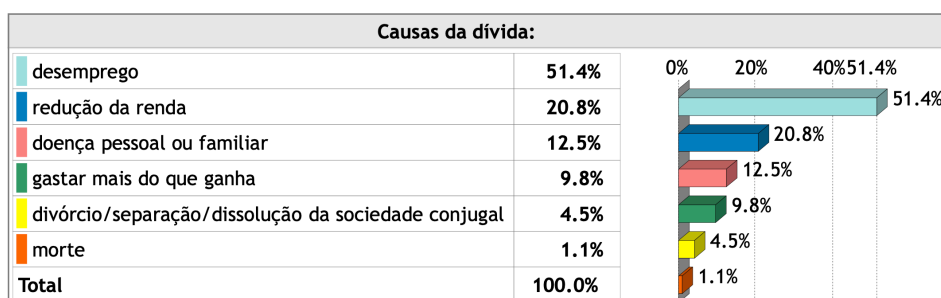 Causas da dívida:
desemprego 51.4%
redução da renda 20.8%
doença pessoal ou familiar 12.5%
gastar mais do que ganha 9.8%
divórcio/separação/dissolução da sociedade conjugal 4.5%
morte 1.1%
Total 100.0%
0% 20% 40% 51.4%
51.4%
20.8%
12.5%
9.8%
4.5%
1.1%